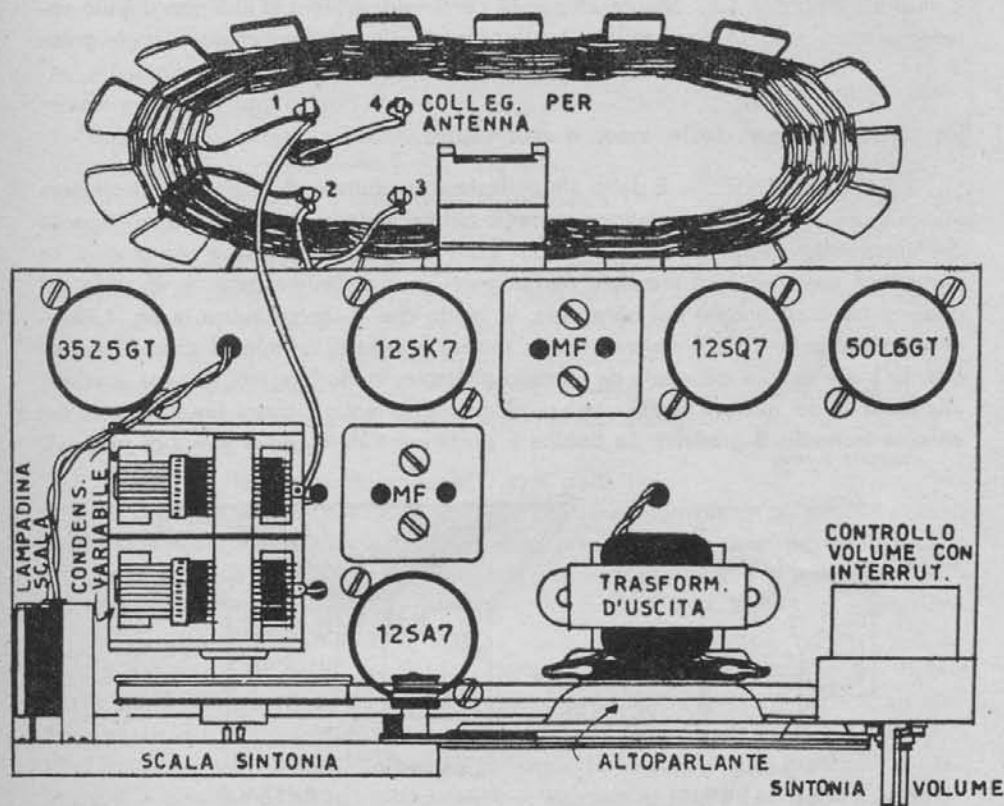 1
4
COLLEG. PER
ANTENNA
2
3
35Z5GT
12SK7
MF
12SQ7
50L6GT
LAMPADINA
SCALA
CONDENS.
VARIABILE
MF
12SA7
TRASFORM.
D'USCITA
CONTROLLO
VOLUME CON
INTERRUT.
SCALA SINTONIA
ALTOPARLANTE
SINTONIA
VOLUME